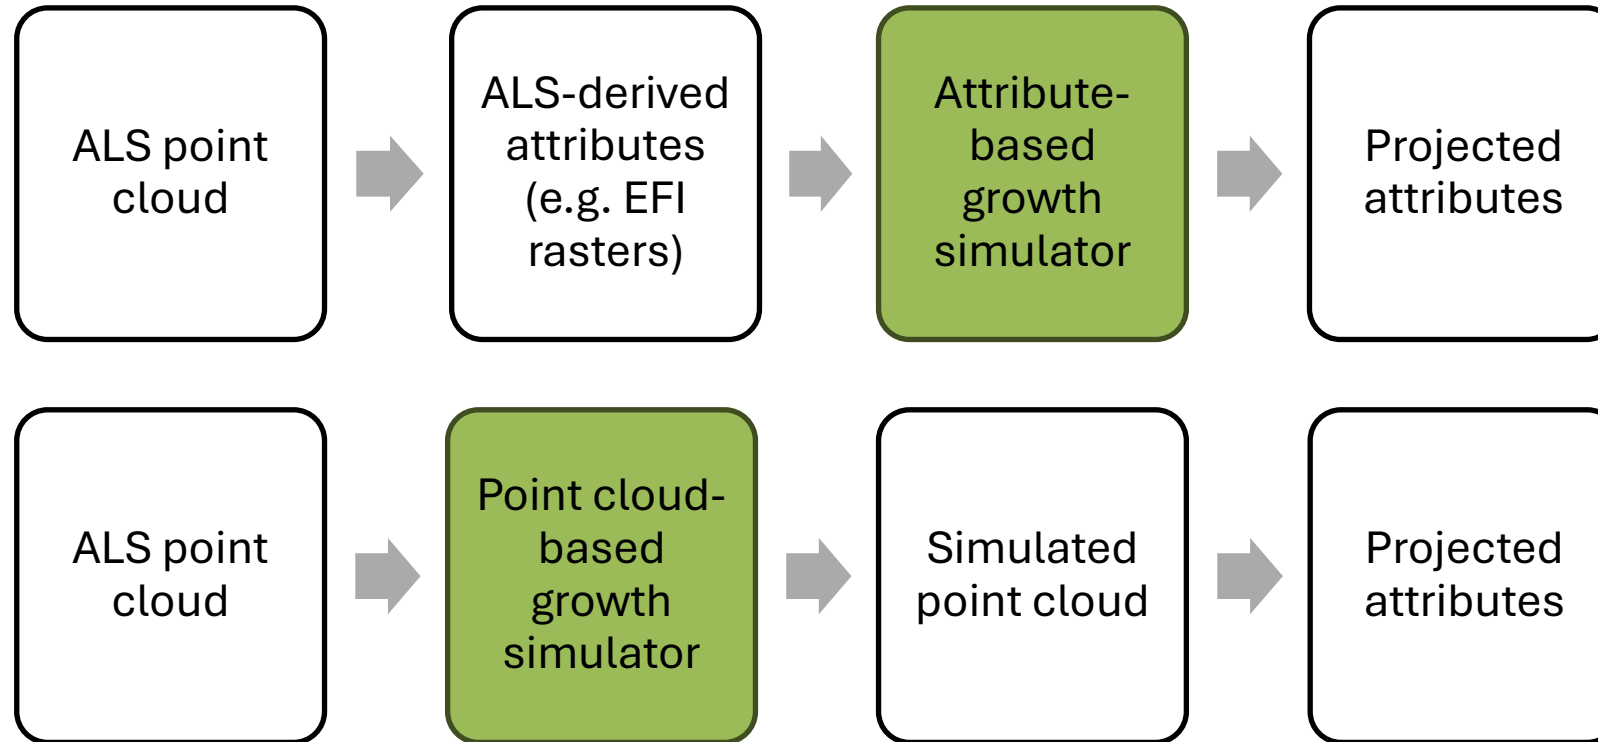 ALS point
cloud
ALS-derived
attributes
(e.g. EFI
rasters)
Attribute-
based
growth
simulator
Projected
attributes
ALS point
cloud
Point cloud-
based
growth
simulator
Simulated
point cloud
Projected
attributes